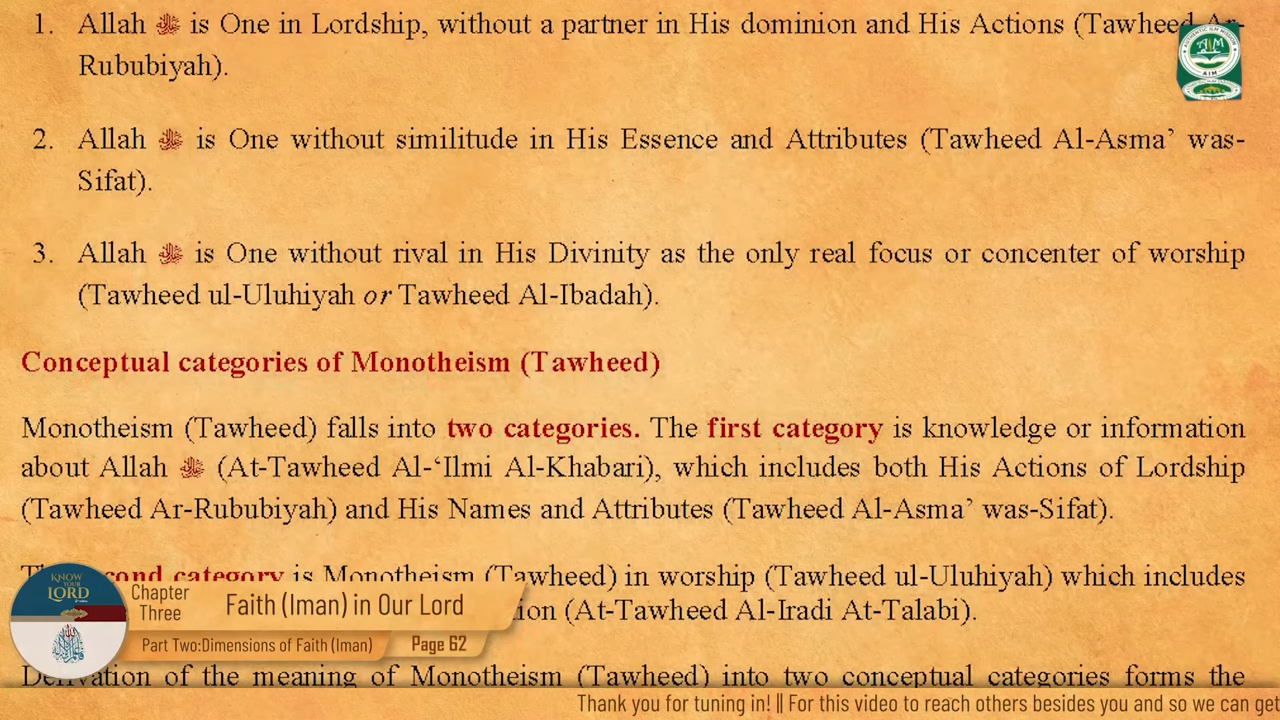 1. Allah ﷻ is One in Lordship, without a partner in His dominion and His Actions (Tawheed Ar-
Rububiyah).
2. Allah ﷻ is One without similitude in His Essence and Attributes (Tawheed Al-Asma’ was-
Sifat).
3. Allah ﷻ is One without rival in His Divinity as the only real focus or concenter of worship
(Tawheed ul-Uluhiyah or Tawheed Al-Ibadah).
Conceptual categories of Monotheism (Tawheed)
Monotheism (Tawheed) falls into two categories. The first category is knowledge or information
about Allah ﷻ (At-Tawheed Al-‘Ilmi Al-Khabari), which includes both His Actions of Lordship
(Tawheed Ar-Rububiyah) and His Names and Attributes (Tawheed Al-Asma’ was-Sifat).
category is Monotheism (Tawheed) in worship (Tawheed ul-Uluhiyah) which includes
(At-Tawheed Al-Iradi At-Talabi).
Derivation of the meaning of Monotheism (Tawheed) into two conceptual categories forms the
KNOW
YOUR
LORD
Chapter
Three
Faith (Iman) in Our Lord
Part Two:Dimensions of Faith (Iman)
Page 62
AIM
Thank you for tuning in! || For this video to reach others besides you and so we can get